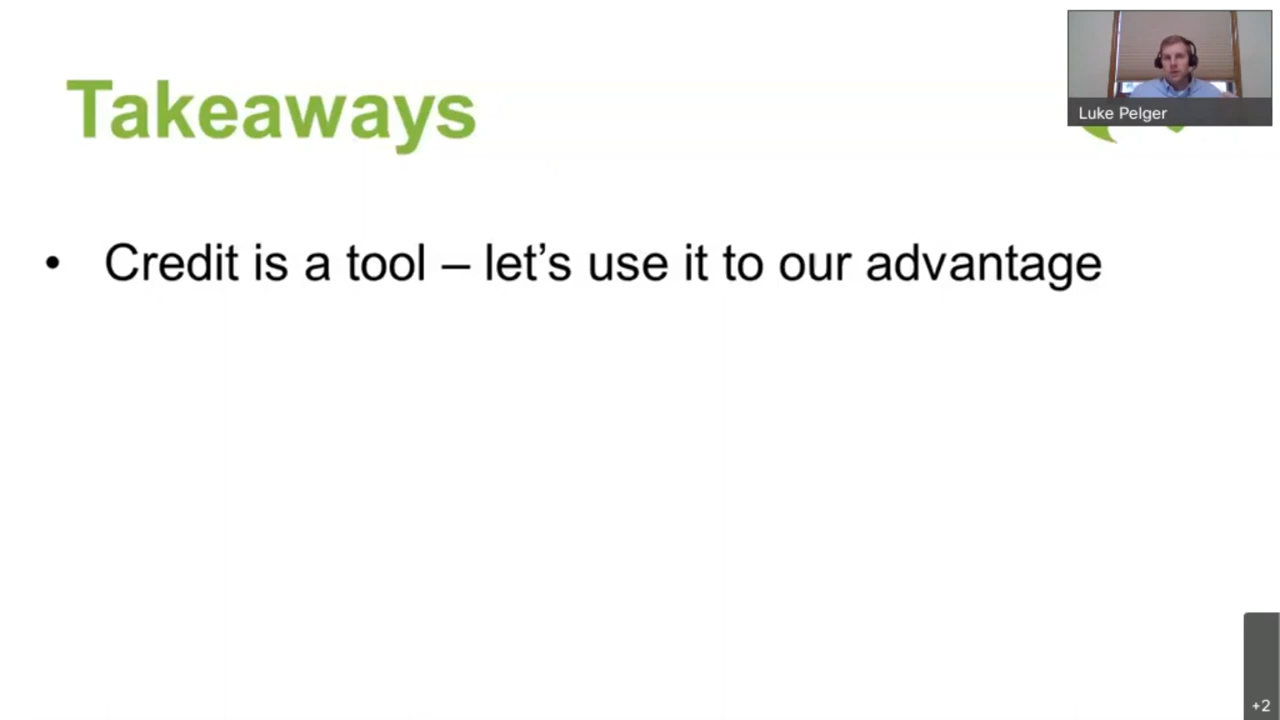 Takeaways
Luke Pelger
• Credit is a tool – let’s use it to our advantage
+2